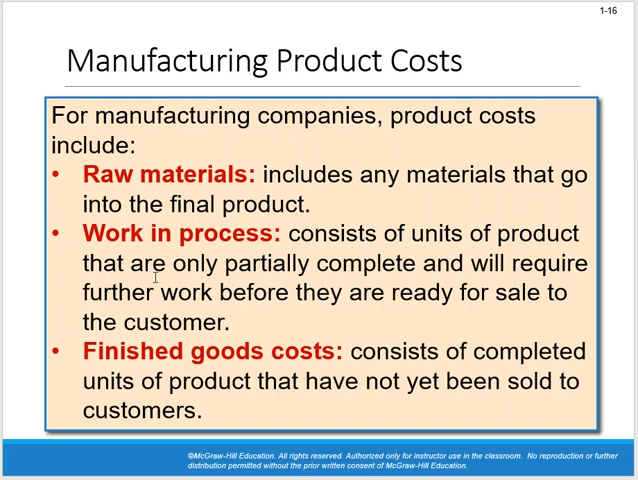 1-16
Manufacturing Product Costs
For manufacturing companies, product costs
include:
• Raw materials: includes any materials that go
into the final product.
• Work in process: consists of units of product
that are only partially complete and will require
further work before they are ready for sale to
the customer.
• Finished goods costs: consists of completed
units of product that have not yet been sold to
customers.
©McGraw-Hill Education. All rights reserved. Authorized only for instructor use in the classroom. No reproduction or further
distribution permitted without the prior written consent of McGraw-Hill Education.